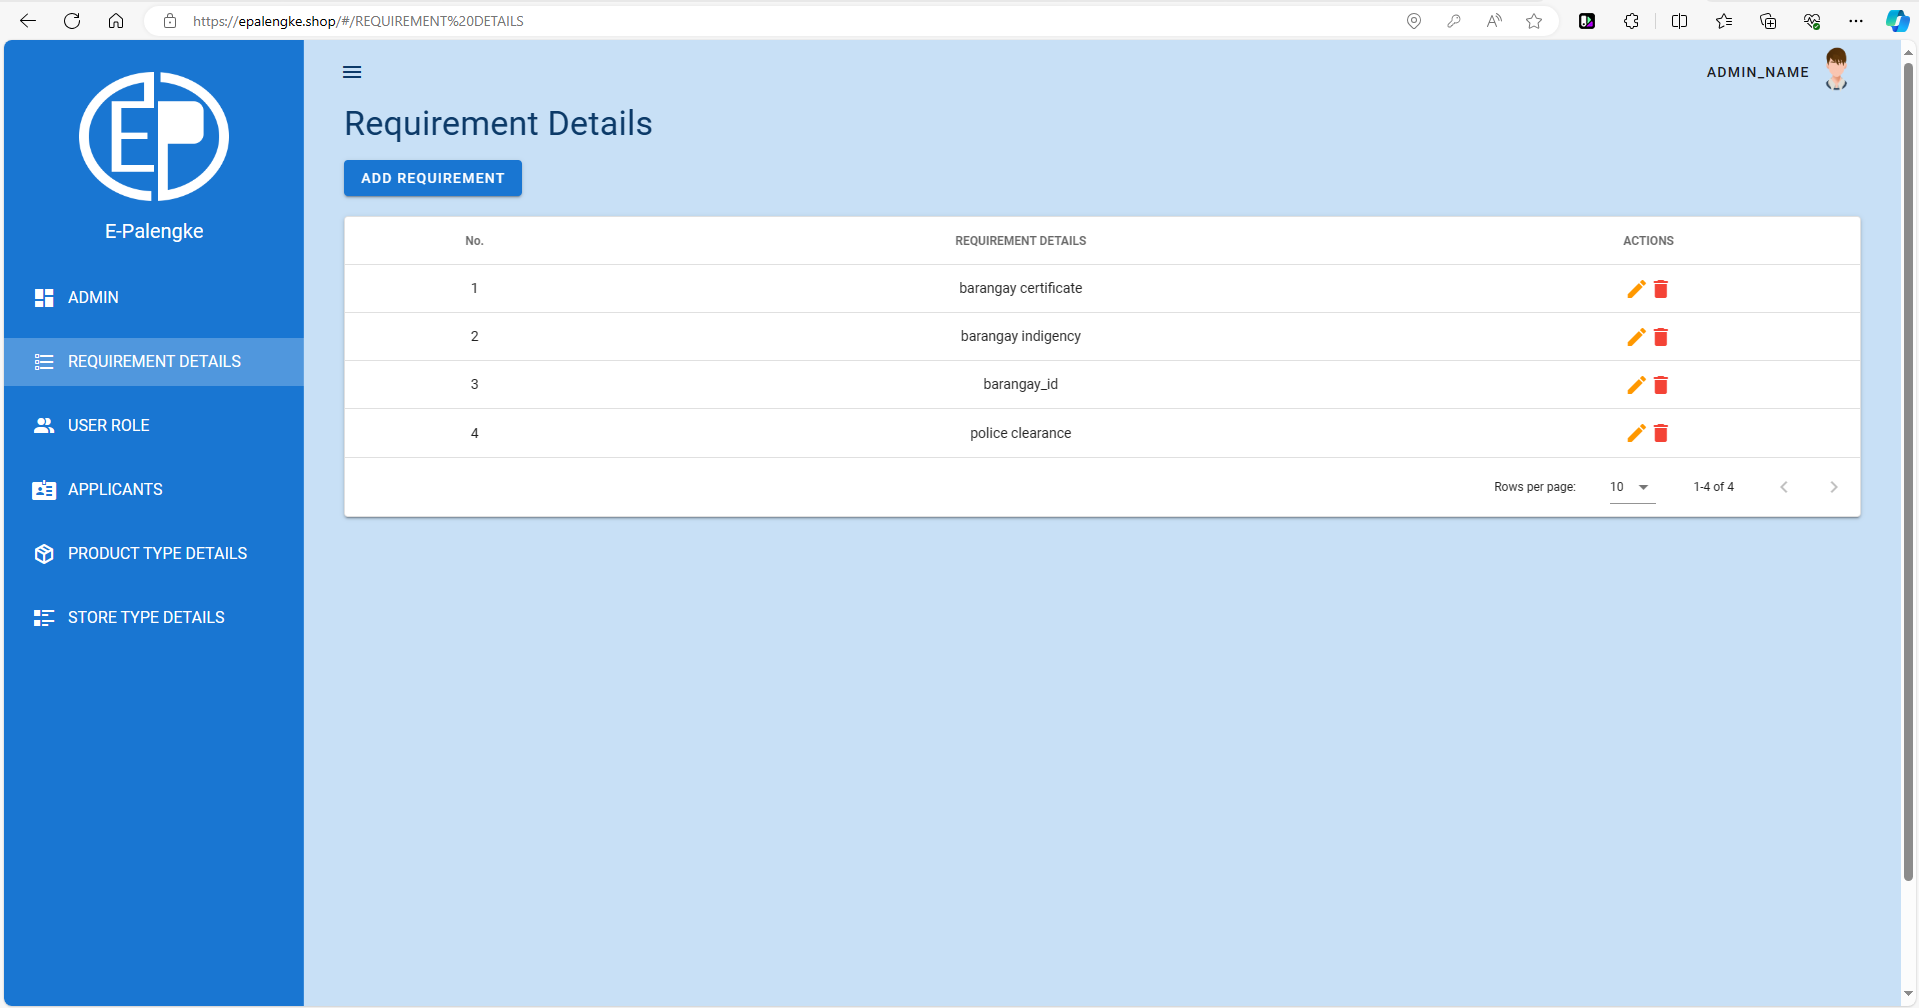 https://epalengke.shop/#/REQUIREMENT%20DETAILS
EP
E-Palengke
ADMIN
REQUIREMENT DETAILS
USER ROLE
APPLICANTS
PRODUCT TYPE DETAILS
STORE TYPE DETAILS
ADMIN_NAME
Requirement Details
ADD REQUIREMENT
No. REQUIREMENT DETAILS ACTIONS
1 barangay certificate
2 barangay indigency
3 barangay_id
4 police clearance
Rows per page: 10 1-4 of 4